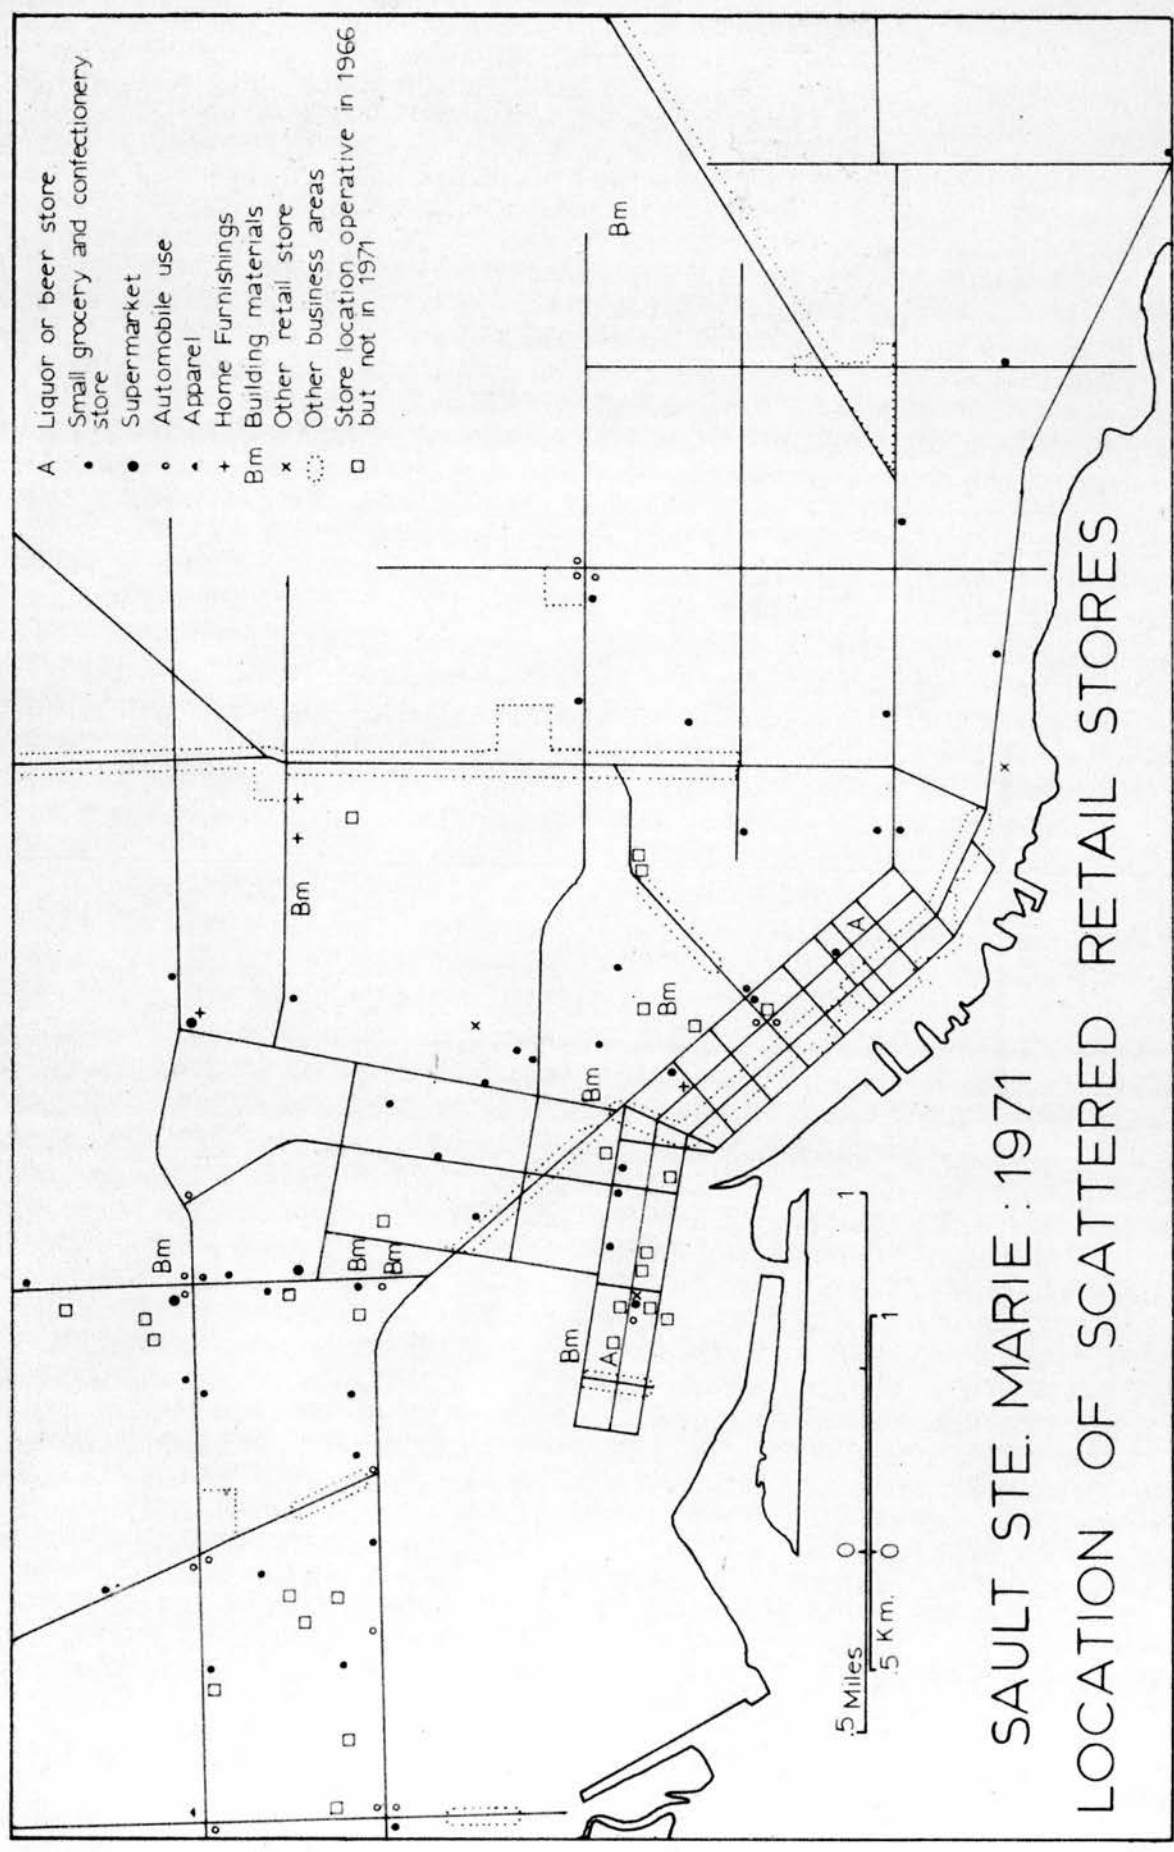 A Liquor or beer store
Small grocery and confectionery
store
Supermarket
Automobile use
Apparel
+ Home Furnishings
Bm Building materials
x Other retail store
Other business areas
Store location operative in 1966
but not in 1971
Bm
Bm
Bm
Bm
Bm
Bm
Bm
Bm
A
Bm
A
.5 Miles 0 1
.5 Km. 0 1
SAULT STE. MARIE : 1971
LOCATION OF SCATTERED RETAIL STORES